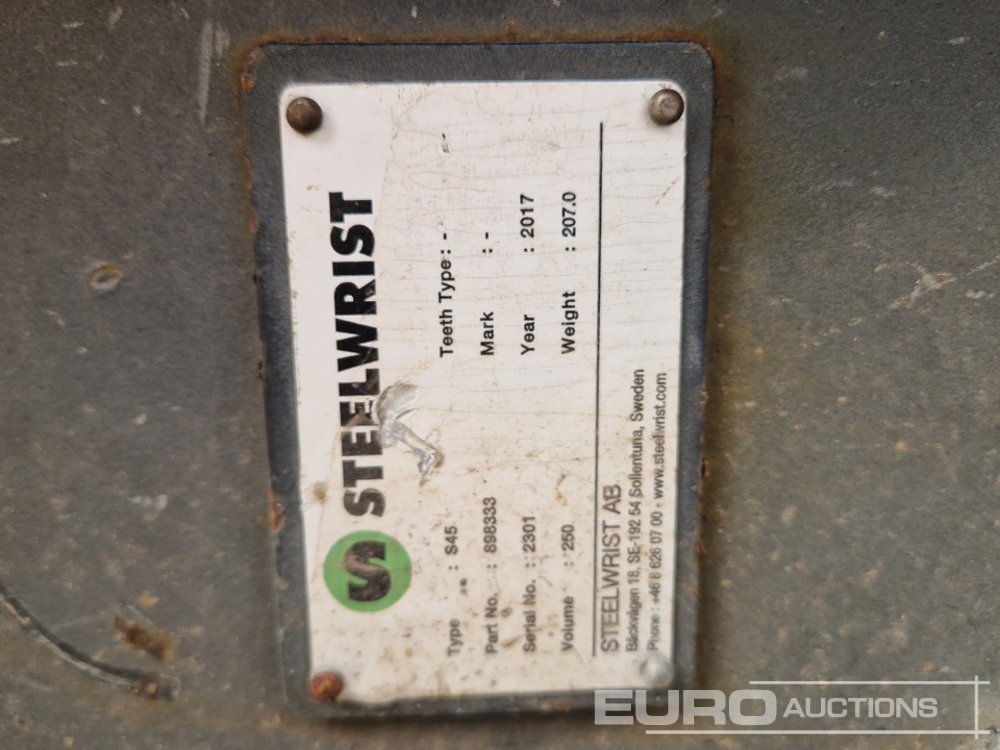 STEELWRIST
Type : S45 Teeth Type : -
Part No. : 898333 Mark : -
Serial No. : 2301 Year : 2017
Volume : 250 Weight : 207.0
STEELWRIST AB
Bäckvägen 18, SE-192 54 Sollentuna, Sweden
Phone : +46 8 626 07 00 - www.steelwrist.com
EURO AUCTIONS